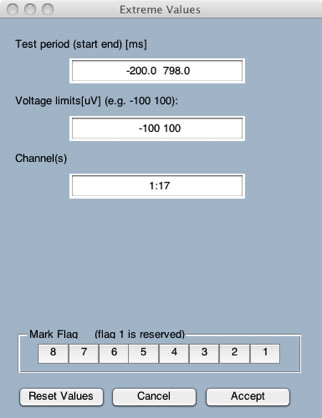 Extreme Values
Test period (start end) [ms]
-200.0 798.0
Voltage limits[uV] (e.g. -100 100):
-100 100
Channel(s)
1:17
Mark Flag (flag 1 is reserved)
8 7 6 5 4 3 2 1
Reset Values Cancel Accept